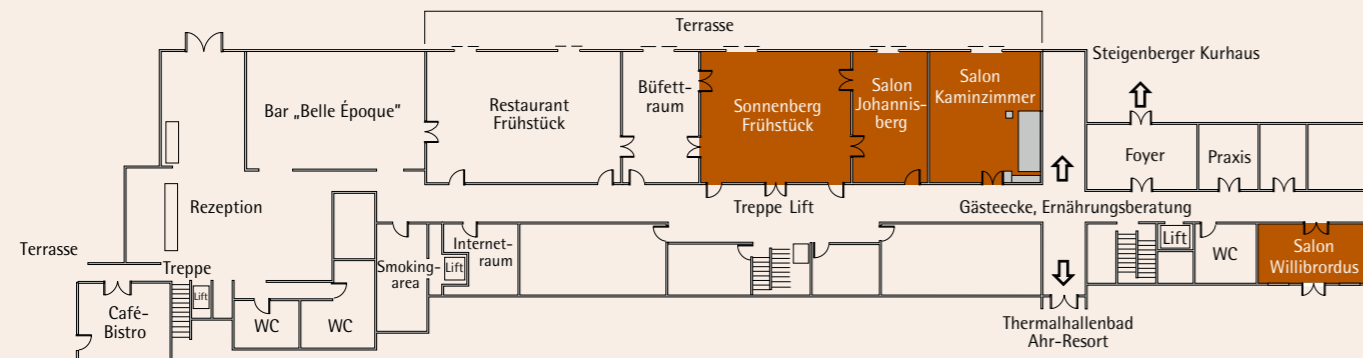 Terrasse
Steigenberger Kurhaus
Bar „Belle Époque“
Restaurant
Frühstück
Büfett-
raum
Sonnenberg
Frühstück
Salon
Johannis-
berg
Salon
Kaminzimmer
Foyer
Praxis
Rezeption
Treppe Lift
Gästeecke, Ernährungsberatung
Terrasse
Treppe
Lift
Smoking-
area
Lift
Internet-
raum
Lift
WC
Salon
Willibrordus
Café-
Bistro
WC
WC
Thermalhallenbad
Ahr-Resort